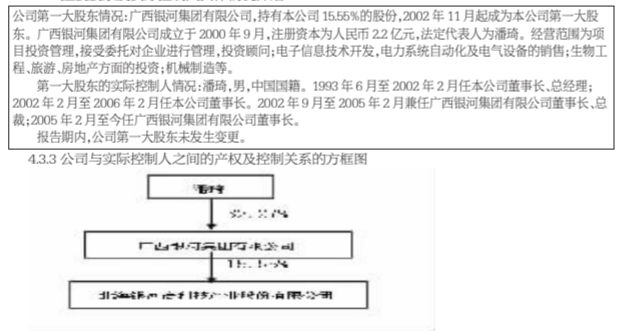 公司第一大股东情况:广西银河集团有限公司,持有本公司15.55%的股份,2002年11月起成为本公司第一大股
东。广西银河集团有限公司成立于2000年9月,注册资本为人民币2.2亿元,法定代表人为潘琦。经营范围为项
目投资管理,接受委托对企业进行管理,投资顾问;电子信息技术开发,电力系统自动化及电气设备的销售;生物工
程、旅游、房地产方面的投资;机械制造等。
第一大股东的实际控制人情况:潘琦,男,中国国籍。1993年6月至2002年2月任本公司董事长、总经理;
2002年2月至2006年2月任本公司董事长。2002年9月至2005年2月兼任广西银河集团有限公司董事长、总
裁;2005年2月至今任广西银河集团有限公司董事长。
报告期内,公司第一大股东未发生变更。
4.3.3 公司与实际控制人之间的产权及控制关系的方框图
潘琦
广西银河集团有限公司
15.55%